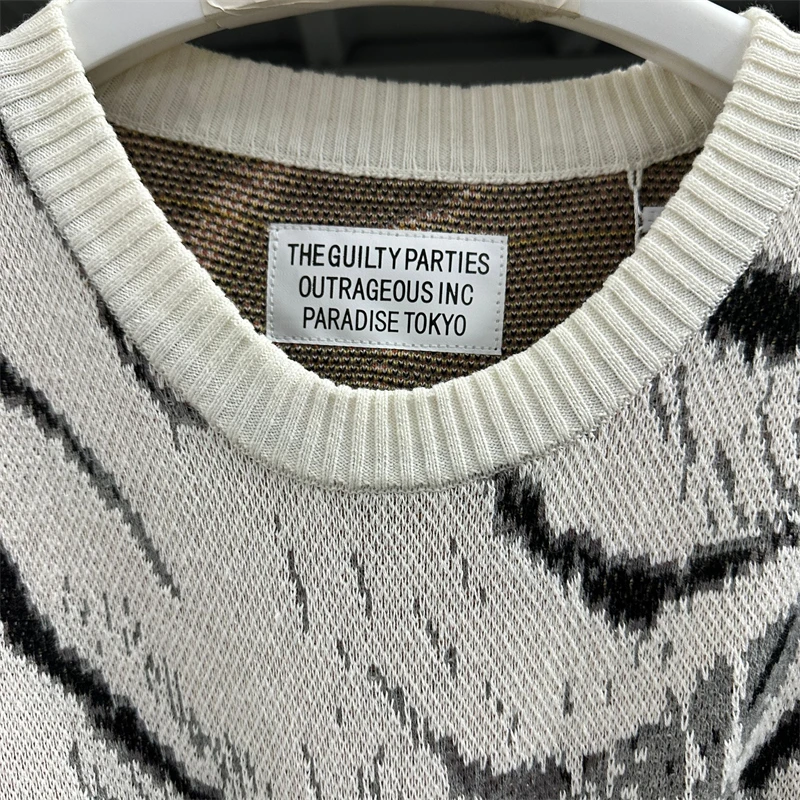 THE GUILTY PARTIES
OUTRAGEOUS INC
PARADISE TOKYO